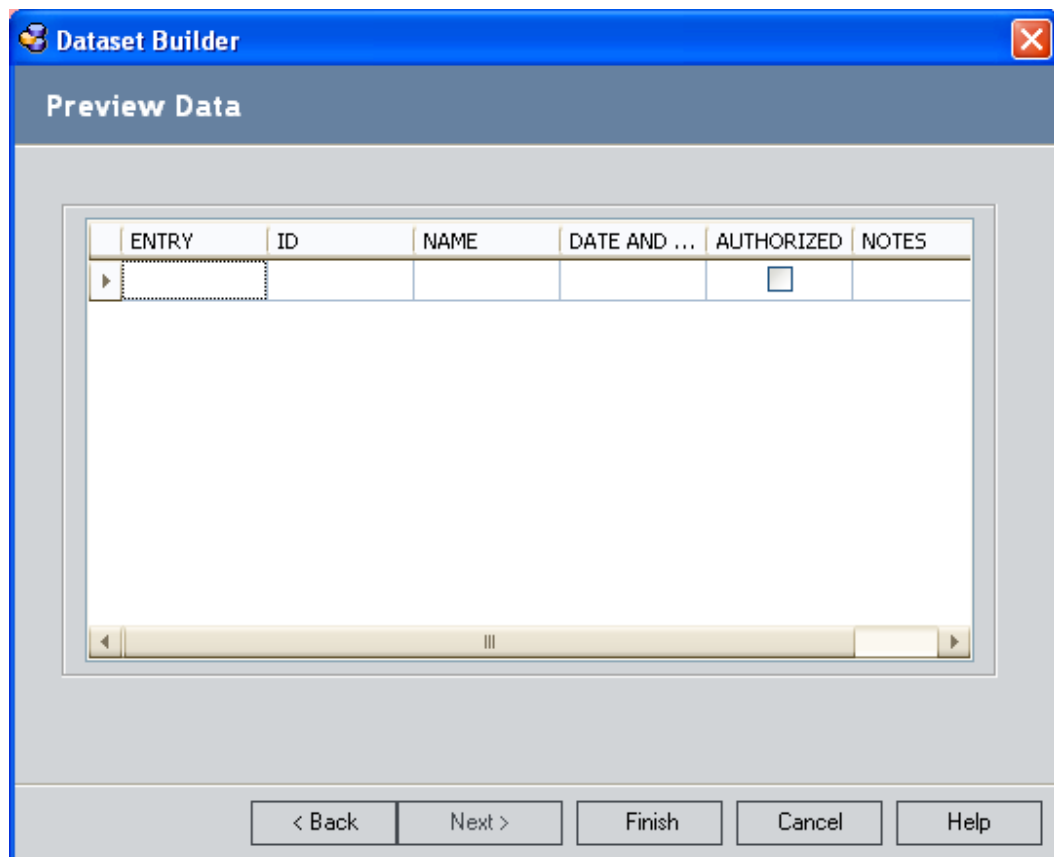 Dataset Builder
Preview Data
ENTRY ID NAME DATE AND ... AUTHORIZED NOTES
< Back Next > Finish Cancel Help